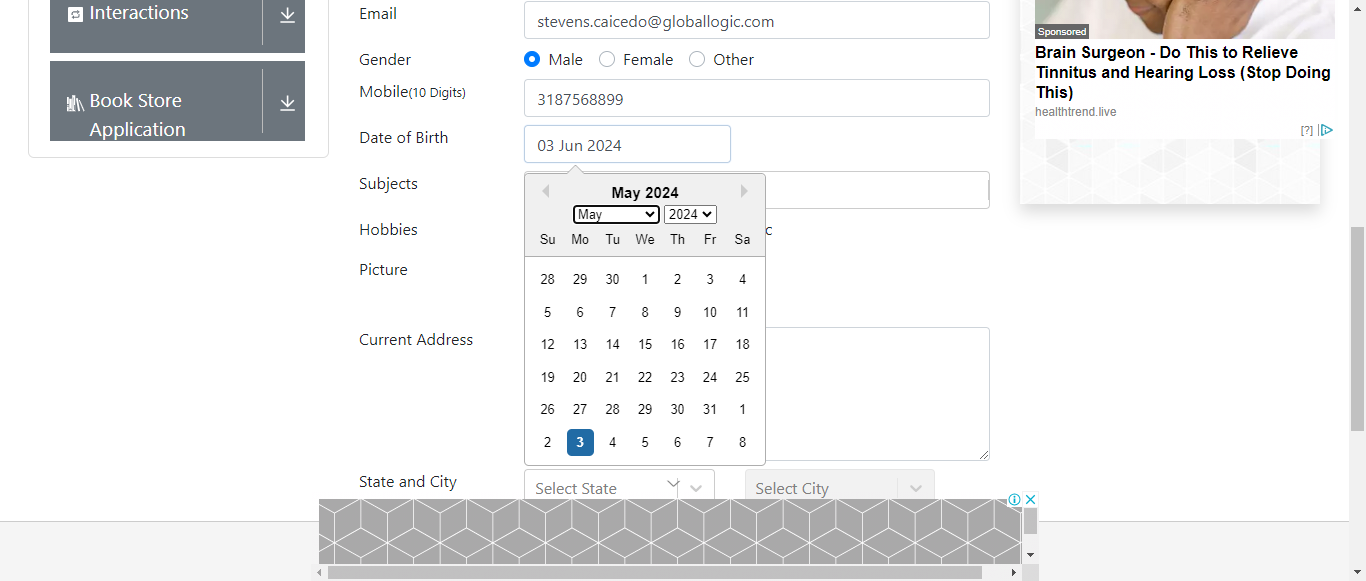 Interactions
Book Store
Application
Email
stevens.caicedo@globallogic.com
Gender
Male
Female
Other
Mobile(10 Digits)
3187568899
Date of Birth
03 Jun 2024
Subjects
May 2024
May
2024
Su Mo Tu We Th Fr Sa
28 29 30 1 2 3 4
5 6 7 8 9 10 11
12 13 14 15 16 17 18
19 20 21 22 23 24 25
26 27 28 29 30 31 1
2 3 4 5 6 7 8
Hobbies
c
Picture
Current Address
State and City
Select State
Select City
Sponsored
Brain Surgeon - Do This to Relieve
Tinnitus and Hearing Loss (Stop Doing
This)
healthtrend.live
[?]